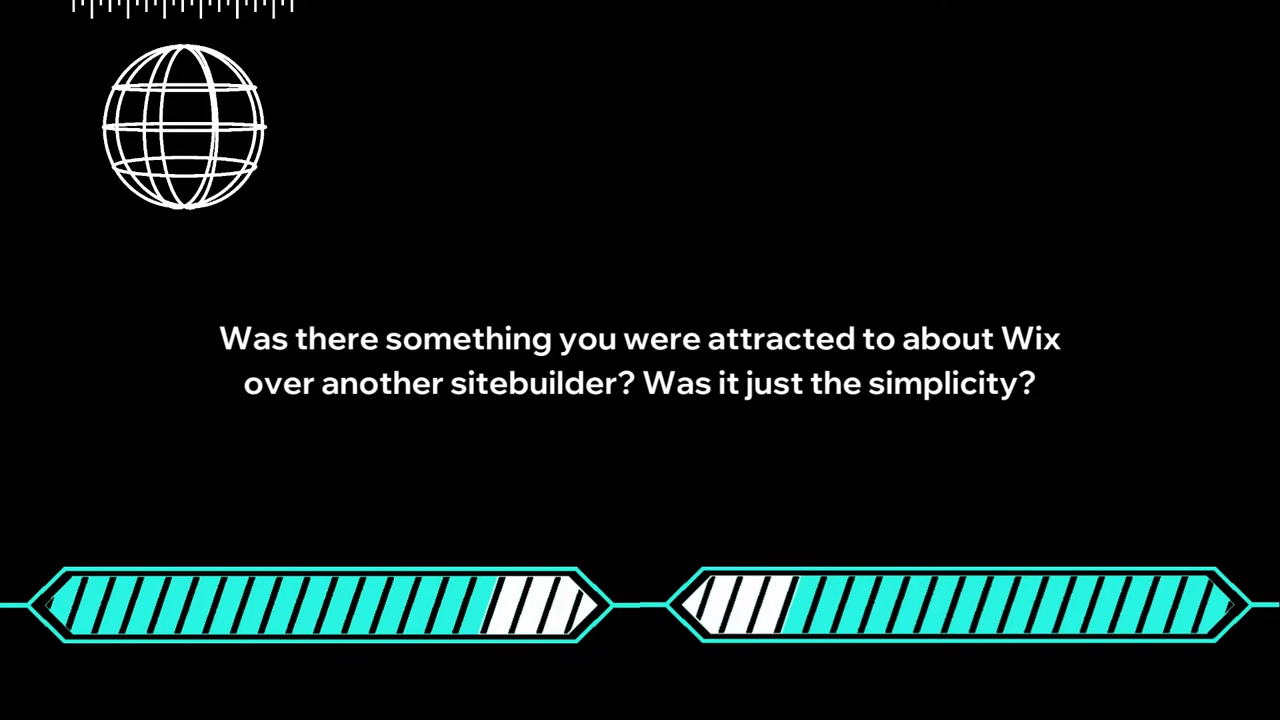 Was there something you were attracted to about Wix
over another sitebuilder? Was it just the simplicity?